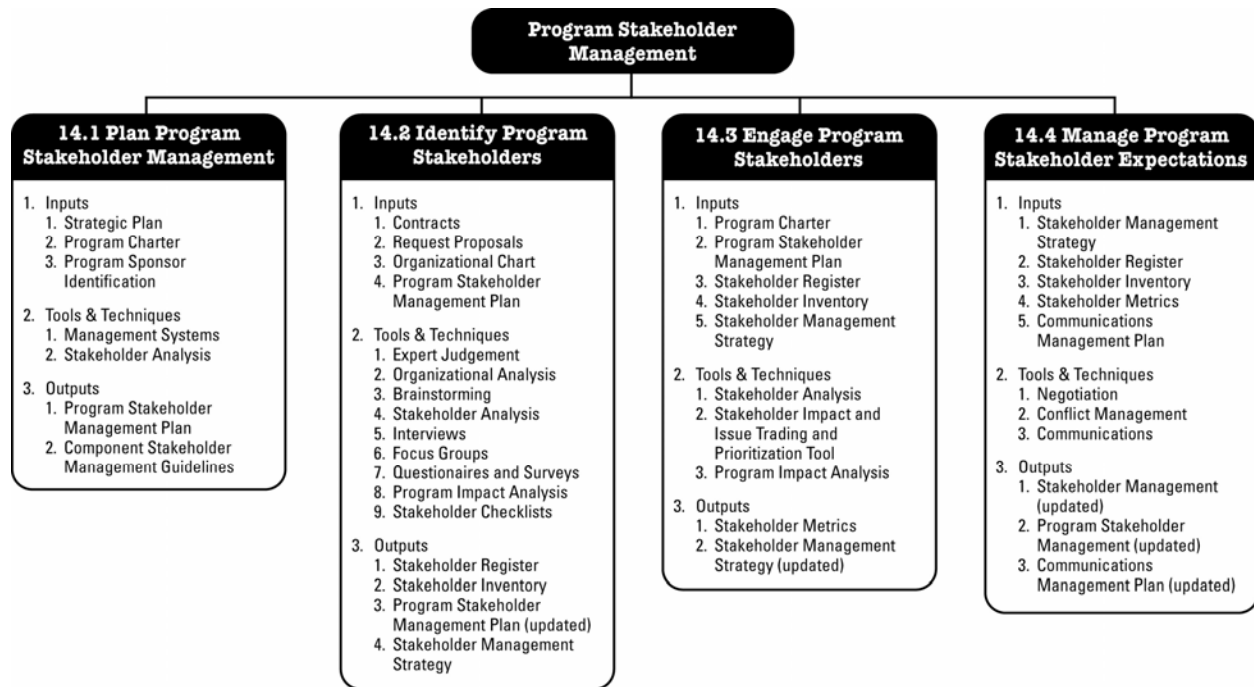 Program Stakeholder
Management
14.1 Plan Program
Stakeholder Management
1. Inputs
1. Strategic Plan
2. Program Charter
3. Program Sponsor
Identification
2. Tools & Techniques
1. Management Systems
2. Stakeholder Analysis
3. Outputs
1. Program Stakeholder
Management Plan
2. Component Stakeholder
Management Guidelines
14.2 Identify Program
Stakeholders
1. Inputs
1. Contracts
2. Request Proposals
3. Organizational Chart
4. Program Stakeholder
Management Plan
2. Tools & Techniques
1. Expert Judgement
2. Organizational Analysis
3. Brainstorming
4. Stakeholder Analysis
5. Interviews
6. Focus Groups
7. Questionaires and Surveys
8. Program Impact Analysis
9. Stakeholder Checklists
3. Outputs
1. Stakeholder Register
2. Stakeholder Inventory
3. Program Stakeholder
Management Plan (updated)
4. Stakeholder Management
Strategy
14.3 Engage Program
Stakeholders
1. Inputs
1. Program Charter
2. Program Stakeholder
Management Plan
3. Stakeholder Register
4. Stakeholder Inventory
5. Stakeholder Management
Strategy
2. Tools & Techniques
1. Stakeholder Analysis
2. Stakeholder Impact and
Issue Trading and
Prioritization Tool
3. Program Impact Analysis
3. Outputs
1. Stakeholder Metrics
2. Stakeholder Management
Strategy (updated)
14.4 Manage Program
Stakeholder Expectations
1. Inputs
1. Stakeholder Management
Strategy
2. Stakeholder Register
3. Stakeholder Inventory
4. Stakeholder Metrics
5. Communications
Management Plan
2. Tools & Techniques
1. Negotiation
2. Conflict Management
3. Communications
3. Outputs
1. Stakeholder Management
(updated)
2. Program Stakeholder
Management (updated)
3. Communications
Management Plan (updated)